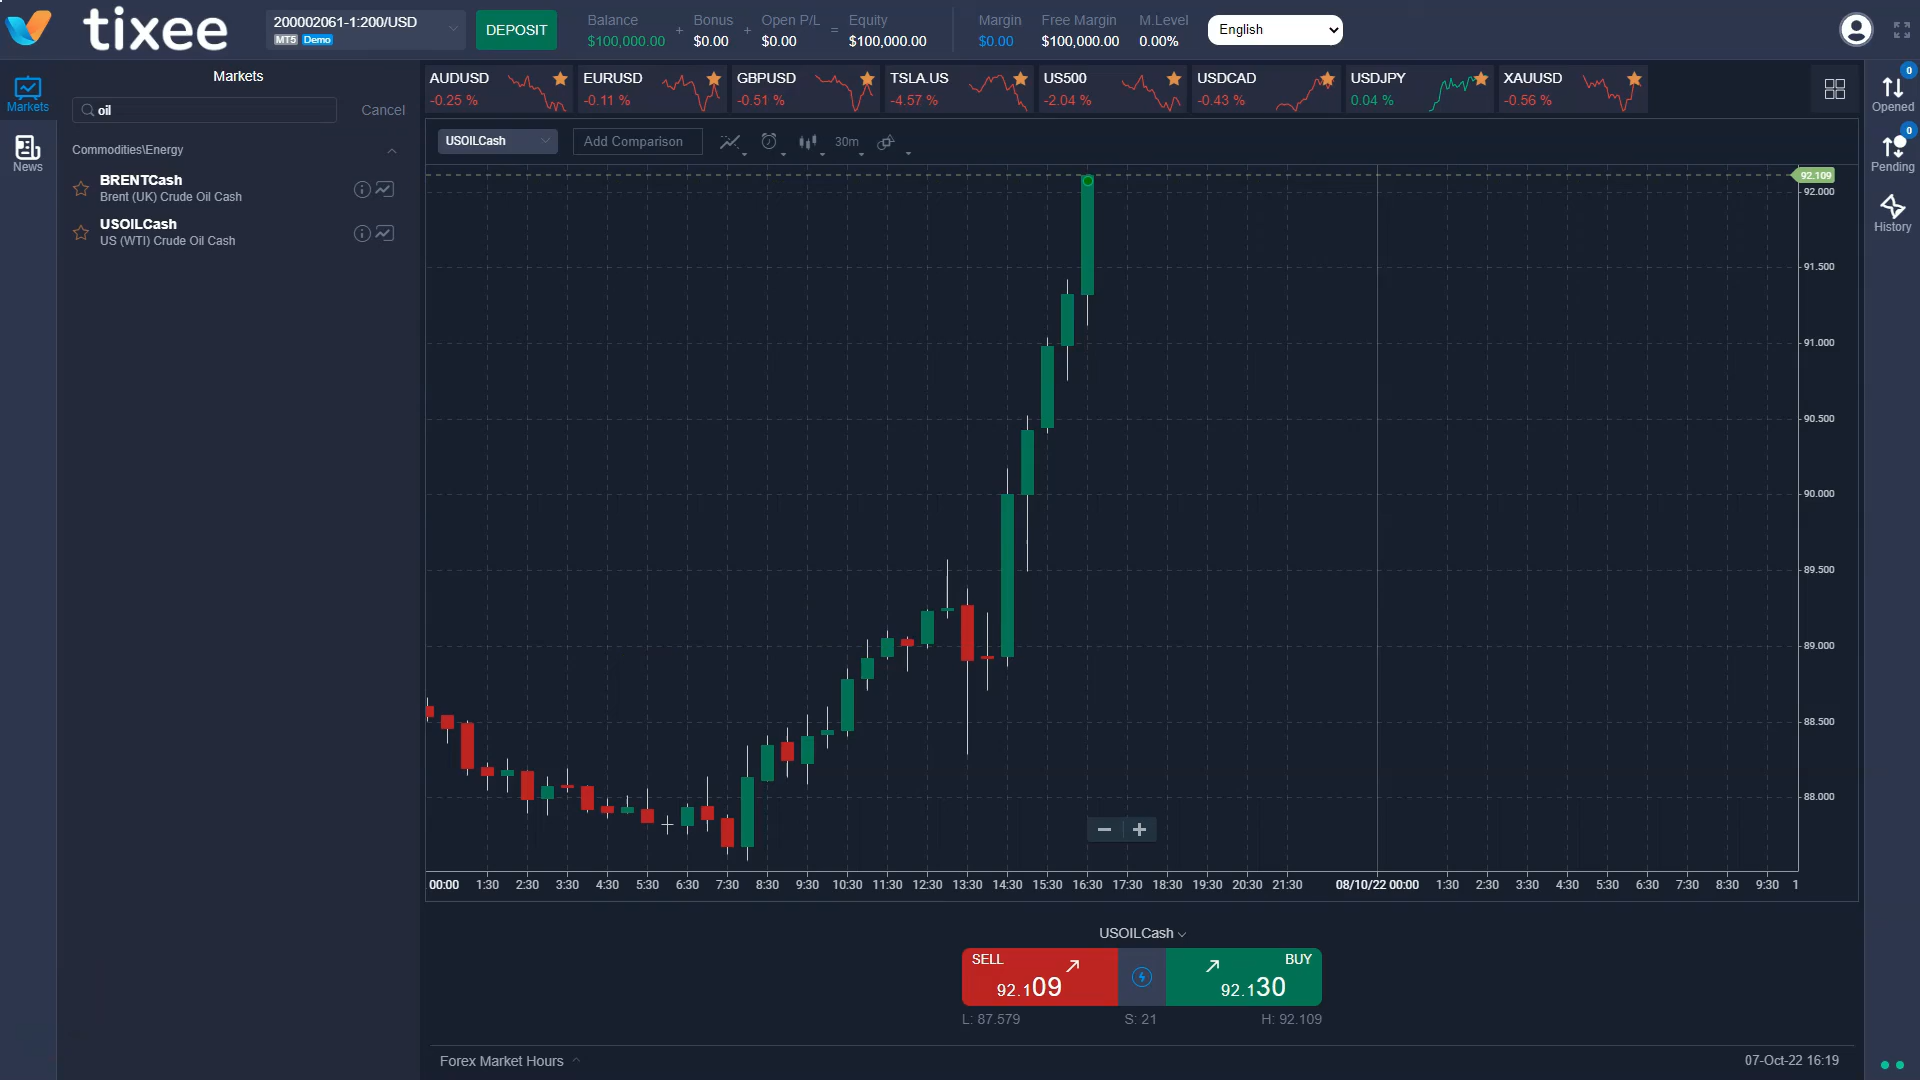 tixee
200002061-1:200/USD
MT5 Demo
DEPOSIT
Balance
$100,000.00
+
Bonus
$0.00
+
Open P/L
$0.00
=
Equity
$100,000.00
Margin
$0.00
Free Margin
$100,000.00
M.Level
0.00%
English
Markets
News
Markets
oil
Cancel
Commodities\Energy
BRENTCash
Brent (UK) Crude Oil Cash
USOILCash
US (WTI) Crude Oil Cash
AUDUSD
-0.25 %
EURUSD
-0.11 %
GBPUSD
-0.51 %
TSLA.US
-4.57 %
US500
-2.04 %
USDCAD
-0.43 %
USDJPY
0.04 %
XAUUSD
-0.56 %
0
Opened
0
Pending
History
USOILCash
Add Comparison
30m
92.109
92.000
91.500
91.000
90.500
90.000
89.500
89.000
88.500
88.000
00:00 1:30 2:30 3:30 4:30 5:30 6:30 7:30 8:30 9:30 10:30 11:30 12:30 13:30 14:30 15:30 16:30 17:30 18:30 19:30 20:30 21:30 08/10/22 00:00 1:30 2:30 3:30 4:30 5:30 6:30 7:30 8:30 9:30 1
USOILCash
SELL
92.109
BUY
92.130
L: 87.579
S: 21
H: 92.109
Forex Market Hours
07-Oct-22 16:19